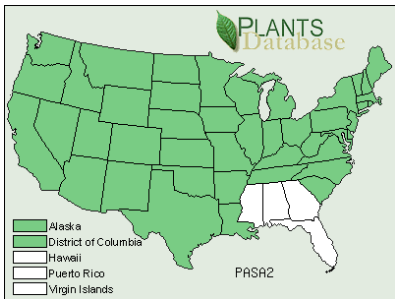 PLANTS
Database
Alaska
District of Columbia
Hawaii
Puerto Rico
Virgin Islands
PASA2